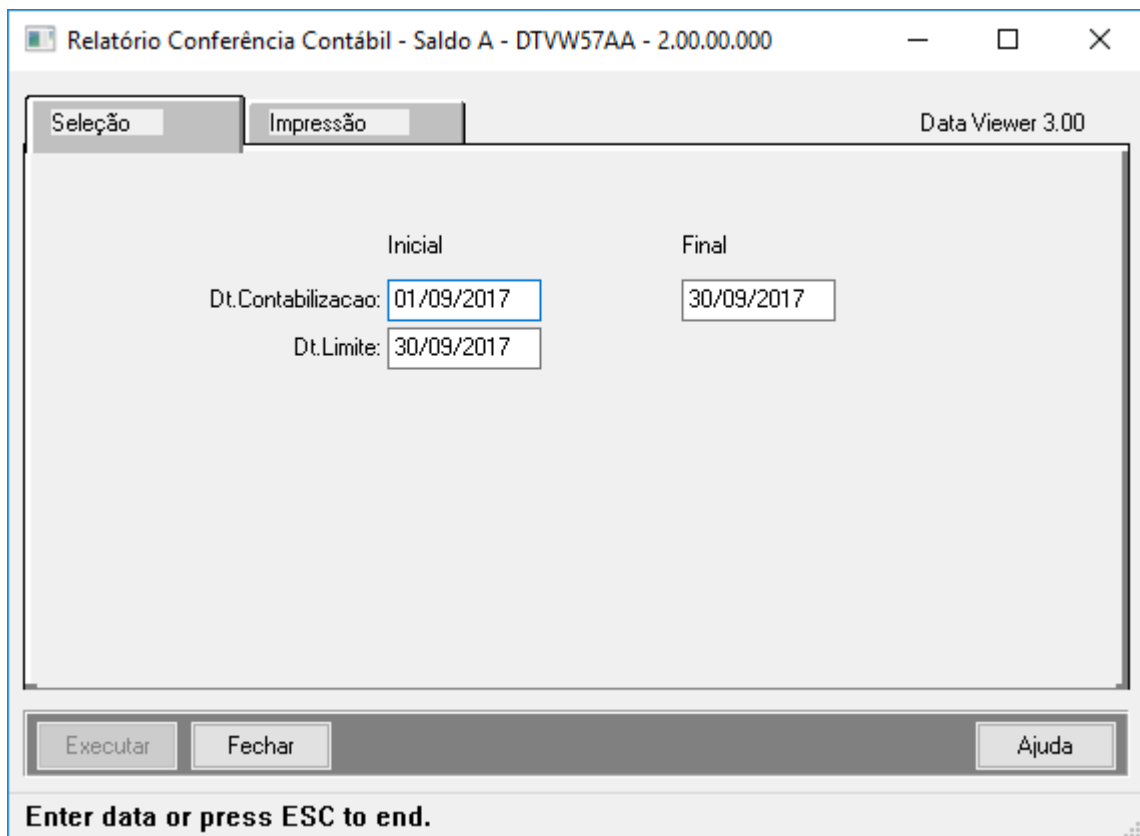 Relatório Conferência Contábil - Saldo A - DTVW57AA - 2.00.00.000
Seleção Impressão Data Viewer 3.00
Inicial Final
Dt.Contabilizacao: 01/09/2017 30/09/2017
Dt.Limite: 30/09/2017
Executar Fechar Ajuda
Enter data or press ESC to end.